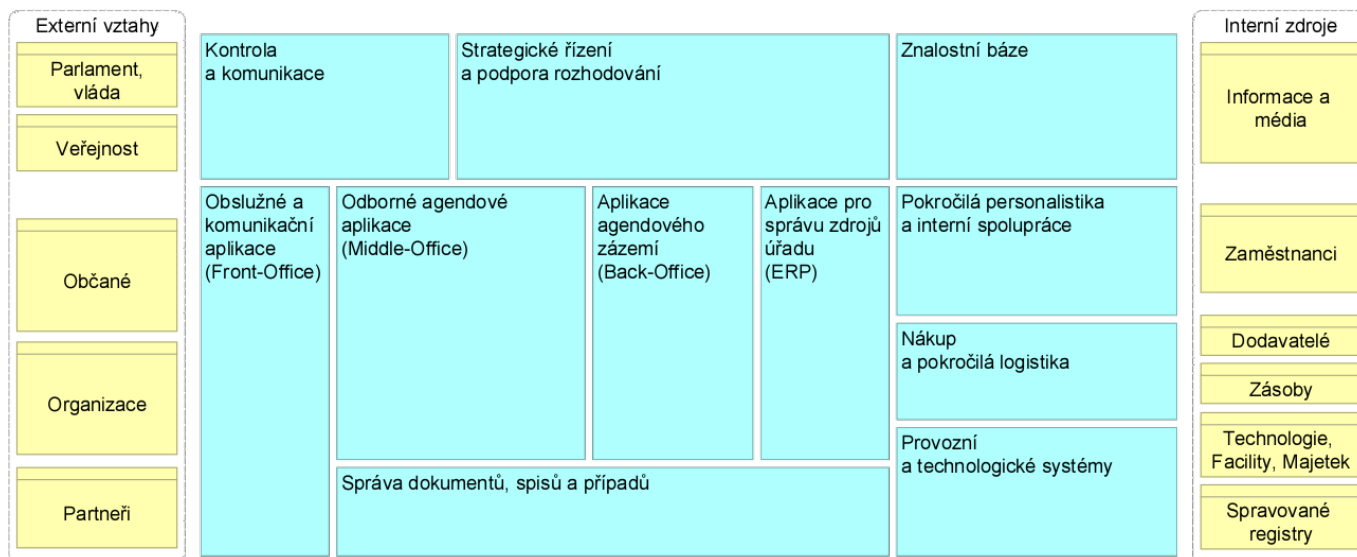 Externí vztahy
Parlament,
vláda
Veřejnost
Občané
Organizace
Partneři
Kontrola
a komunikace
Strategické řízení
a podpora rozhodování
Znalostní báze
Obslužné a
komunikační
aplikace
(Front-Office)
Odborné agendové
aplikace
(Middle-Office)
Aplikace
agendového
zázemí
(Back-Office)
Aplikace pro
správu zdrojů
úřadu
(ERP)
Pokročilá personalistika
a interní spolupráce
Nákup
a pokročilá logistika
Provozní
a technologické systémy
Správa dokumentů, spisů a případů
Interní zdroje
Informace a
média
Zaměstnanci
Dodavatelé
Zásoby
Technologie,
Facility, Majetek
Spravované
registry